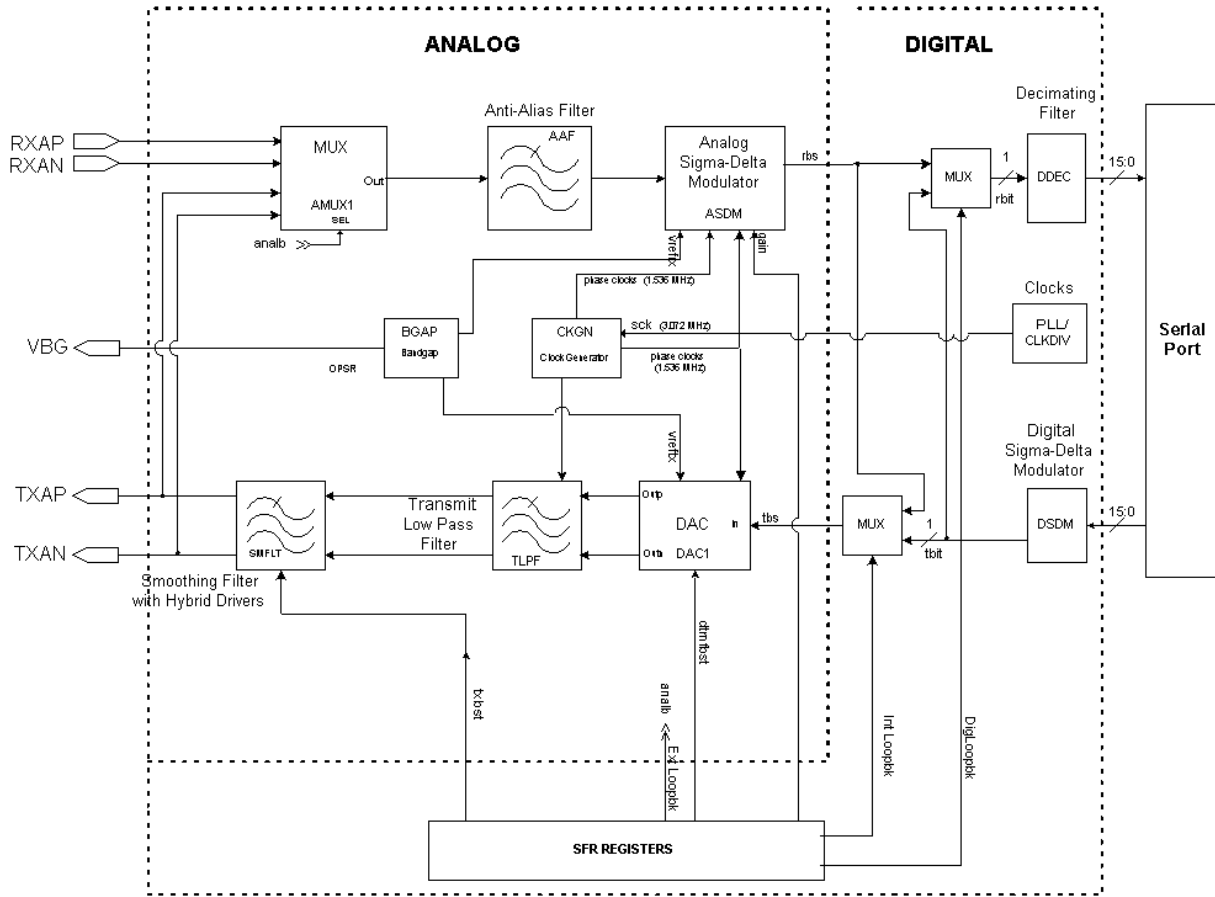 ANALOG
DIGITAL
Anti-Alias Filter
Decimating
Filter
RXAP
RXAN
MUX
Out
AMUX1
SEL
analb
AAF
Analog
Sigma-Delta
Modulator
ASDM
rbs
MUX
1
rbit
DDEC
15:0
vreftx
gain
phase clocks (1.536 MHz)
VBG
BGAP
Bandgap
OPSR
CKGN
Clock Generator
sck (3.072 MHz)
phase clocks
(1.536 MHz)
Clocks
PLL/
CLKDIV
Serial
Port
vreftx
Digital
Sigma-Delta
Modulator
TXAP
TXAN
SMFLT
Smoothing Filter
with Hybrid Drivers
Transmit
Low Pass
Filter
TLPF
Outp
Outn
DAC
In
DAC1
tbs
MUX
1
tbit
DSDM
15:0
txbst
analb
Ext Loopbk
dtmfbst
Int Loopbk
DigLoopbk
SFR REGISTERS